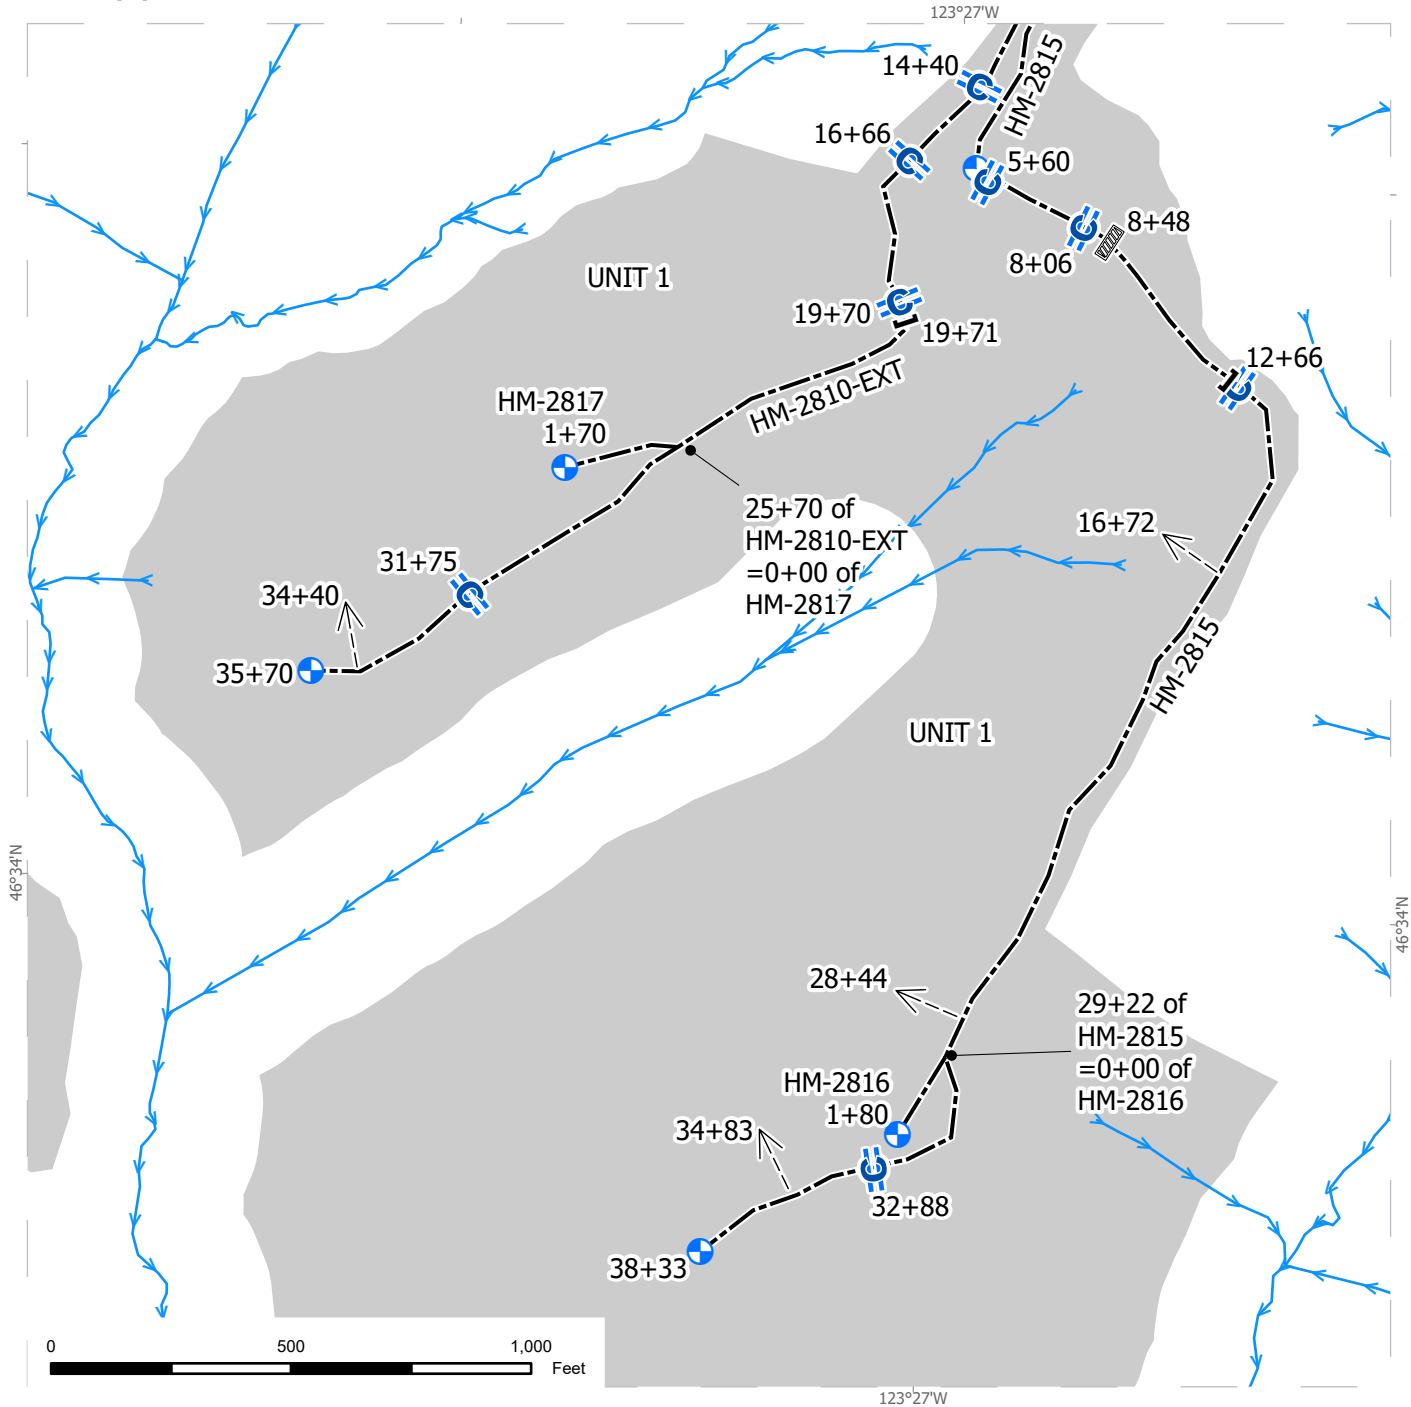 123°27'W
14+40
HM-2815
16+66
5+60
8+48
8+06
UNIT 1
19+70
19+71
12+66
HM-2810-EXT
HM-2817
1+70
25+70 of
HM-2810-EXT
=0+00 of
HM-2817
16+72
31+75
34+40
35+70
HM-2815
UNIT 1
46°34'N
46°34'N
28+44
29+22 of
HM-2815
=0+00 of
HM-2816
HM-2816
1+80
34+83
32+88
38+33
0 500 1,000
Feet
123°27'W